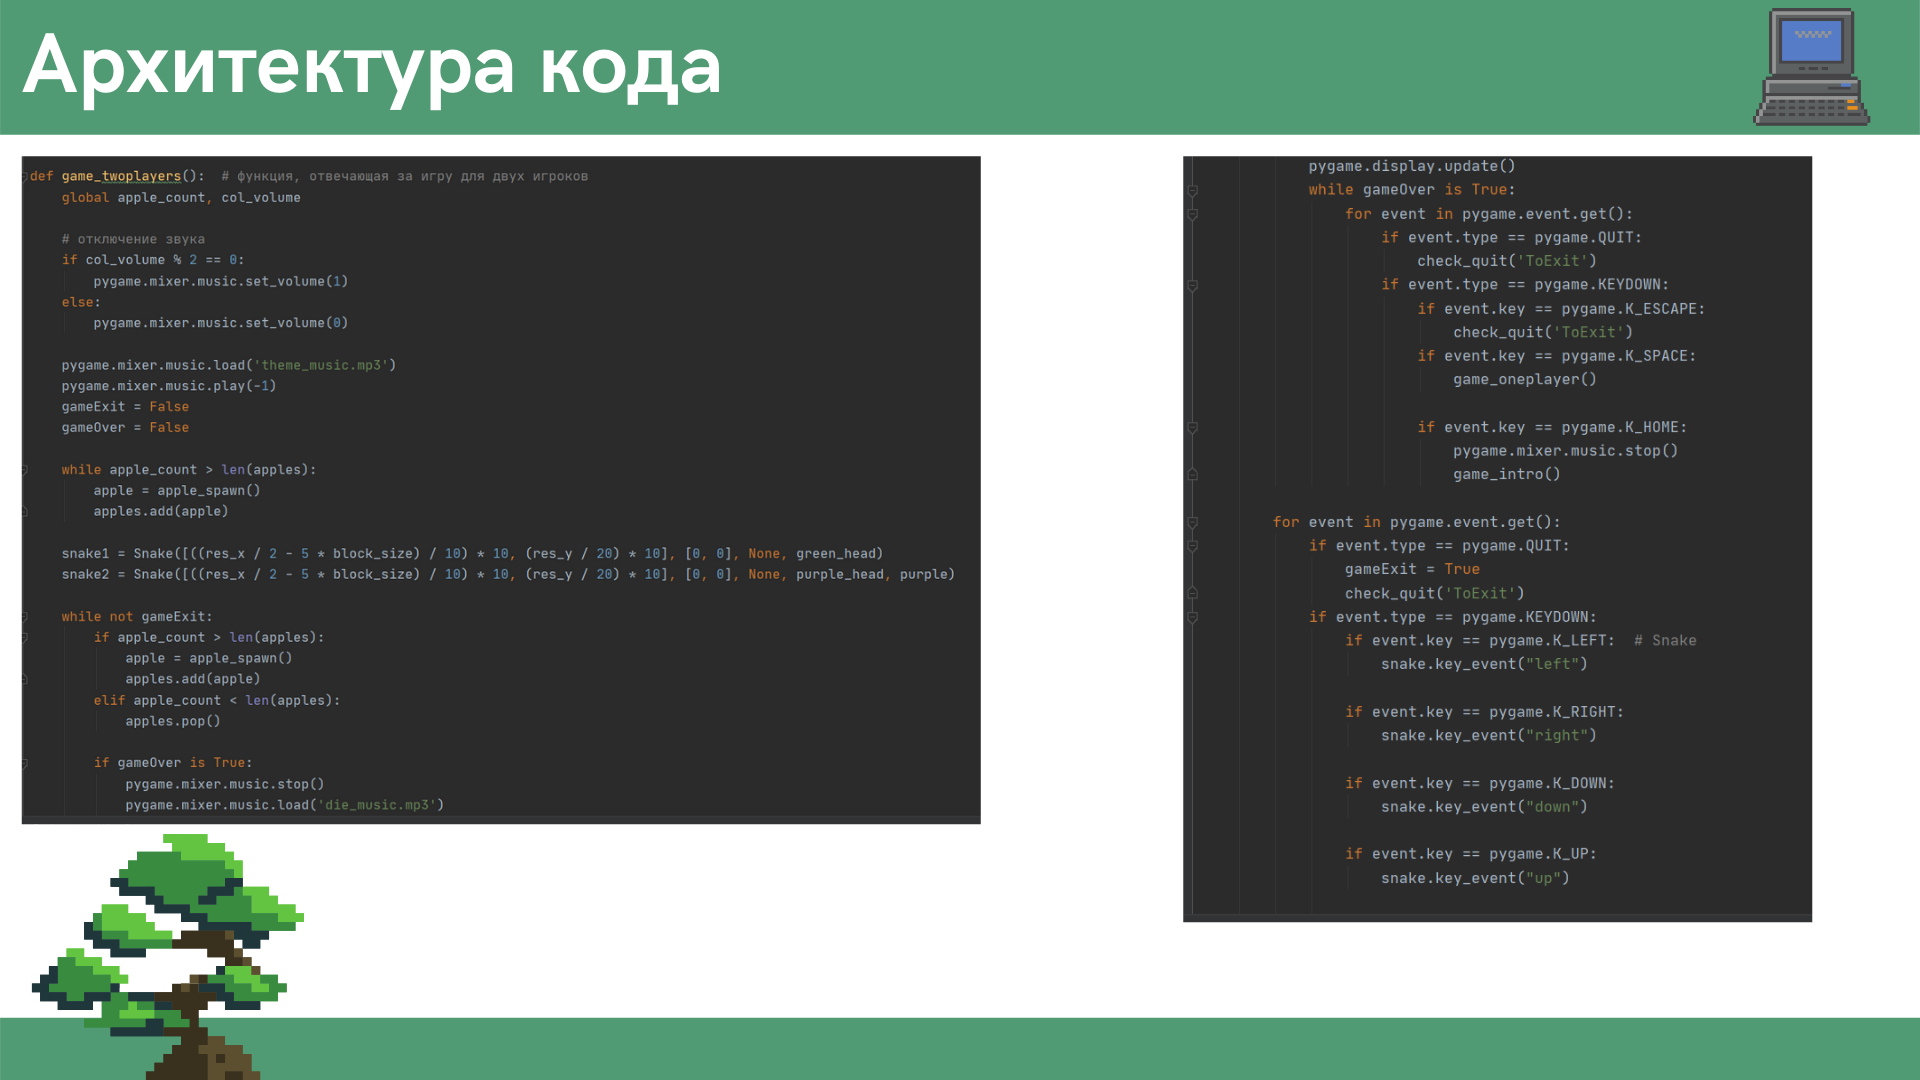 Архитектура кода
def game_twoplayers():  # функция, отвечающая за игру для двух игроков
    global apple_count, col_volume

    # отключение звука
    if col_volume % 2 == 0:
        pygame.mixer.music.set_volume(1)
    else:
        pygame.mixer.music.set_volume(0)

    pygame.mixer.music.load('theme_music.mp3')
    pygame.mixer.music.play(-1)
    gameExit = False
    gameOver = False

    while apple_count > len(apples):
        apple = apple_spawn()
        apples.add(apple)

    snake1 = Snake([((res_x / 2 - 5 * block_size) / 10) * 10, (res_y / 20) * 10], [0, 0], None, green_head)
    snake2 = Snake([((res_x / 2 - 5 * block_size) / 10) * 10, (res_y / 20) * 10], [0, 0], None, purple_head, purple)

    while not gameExit:
        if apple_count > len(apples):
            apple = apple_spawn()
            apples.add(apple)
        elif apple_count < len(apples):
            apples.pop()

        if gameOver is True:
            pygame.mixer.music.stop()
            pygame.mixer.music.load('die_music.mp3')
            pygame.display.update()
            while gameOver is True:
                for event in pygame.event.get():
                    if event.type == pygame.QUIT:
                        check_quit('ToExit')
                    if event.type == pygame.KEYDOWN:
                        if event.key == pygame.K_ESCAPE:
                            check_quit('ToExit')
                        if event.key == pygame.K_SPACE:
                            game_oneplayer()

                        if event.key == pygame.K_HOME:
                            pygame.mixer.music.stop()
                            game_intro()

        for event in pygame.event.get():
            if event.type == pygame.QUIT:
                gameExit = True
                check_quit('ToExit')
            if event.type == pygame.KEYDOWN:
                if event.key == pygame.K_LEFT:  # Snake
                    snake.key_event("left")

                if event.key == pygame.K_RIGHT:
                    snake.key_event("right")

                if event.key == pygame.K_DOWN:
                    snake.key_event("down")

                if event.key == pygame.K_UP:
                    snake.key_event("up")